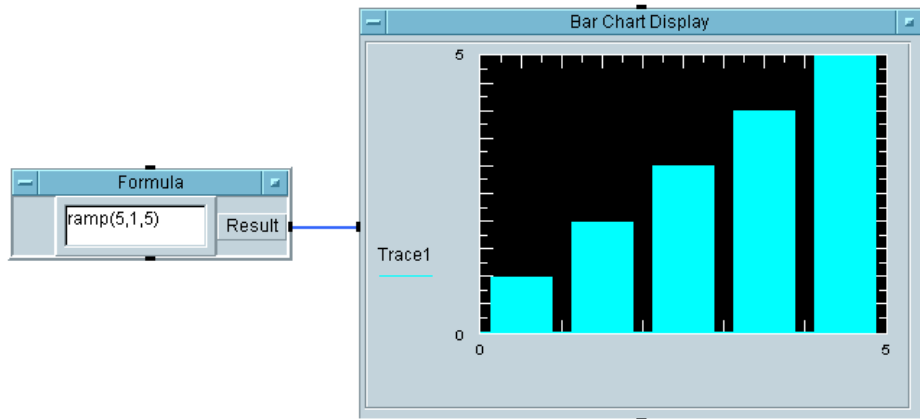 Formula
ramp(5,1,5)
Result
Bar Chart Display
Trace1
5
0
0
5